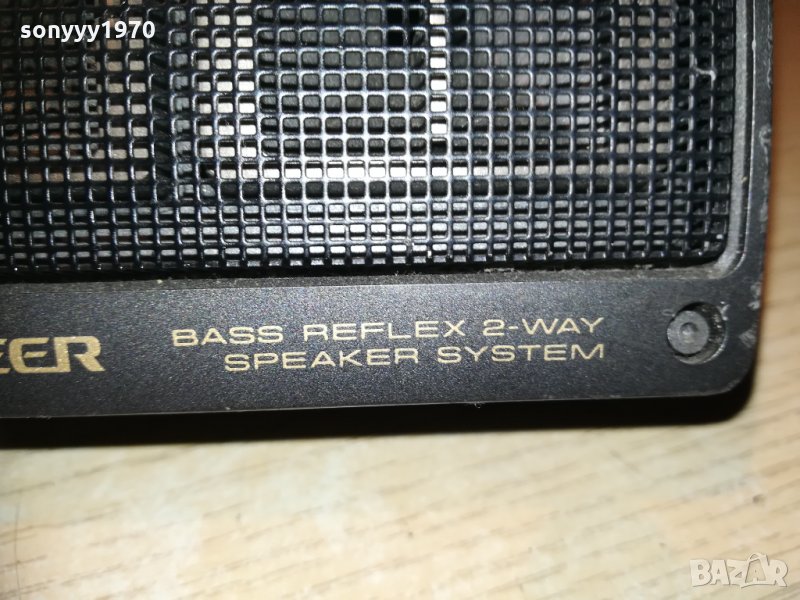 sonyyy1970
EER
BASS REFLEX 2-WAY
SPEAKER SYSTEM
BAZAR